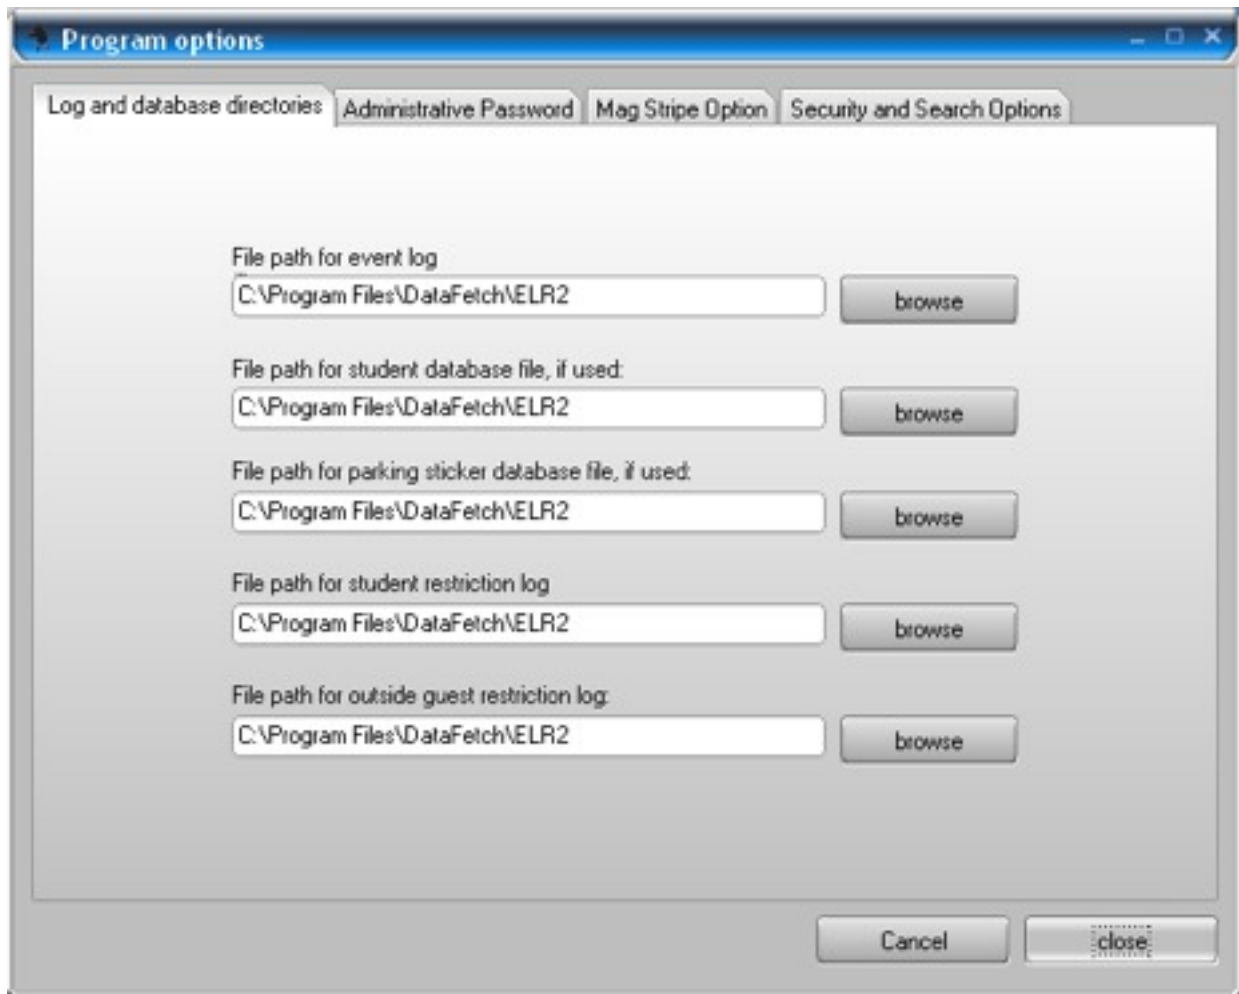 Program options
Log and database directories Administrative Password Mag Stripe Option Security and Search Options
File path for event log
C:\Program Files\DataFetch\ELR2 browse
File path for student database file, if used:
C:\Program Files\DataFetch\ELR2 browse
File path for parking sticker database file, if used:
C:\Program Files\DataFetch\ELR2 browse
File path for student restriction log
C:\Program Files\DataFetch\ELR2 browse
File path for outside guest restriction log:
C:\Program Files\DataFetch\ELR2 browse
Cancel close